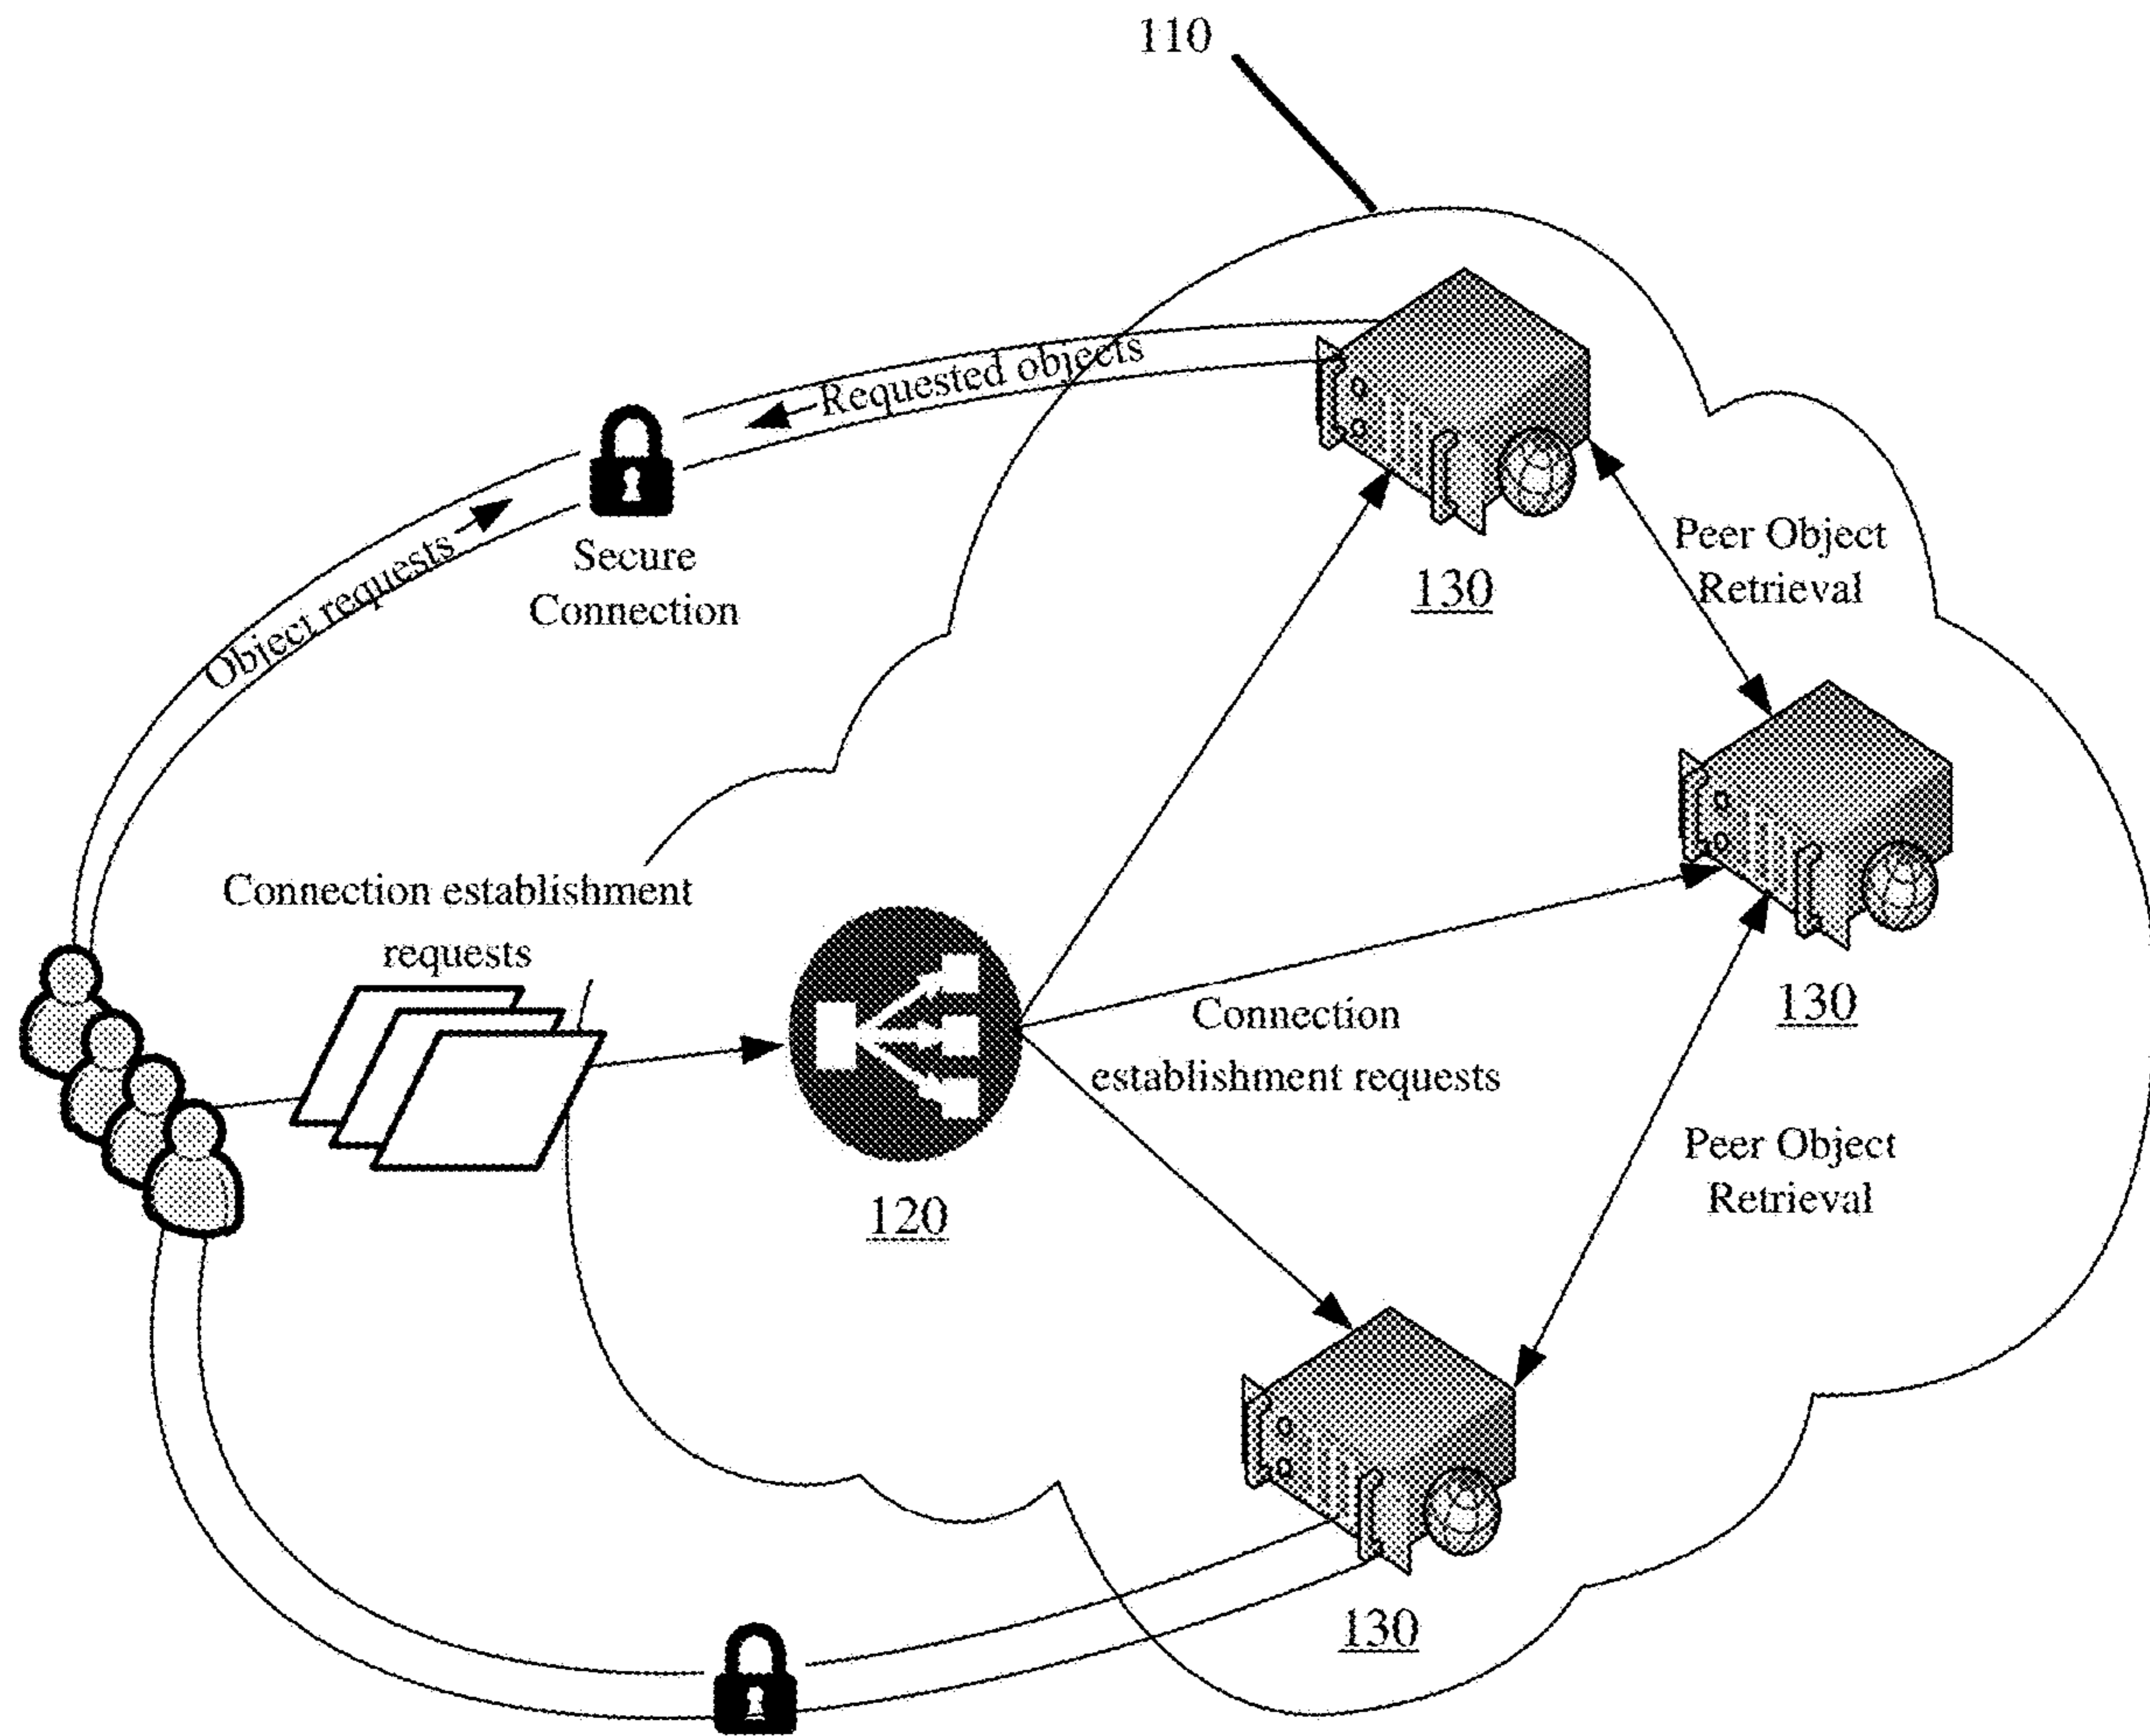 110
Requested objects
Object requests
Secure
Connection
Peer Object
Retrieval
130
Connection establishment
requests
130
Connection
establishment requests
Peer Object
Retrieval
120
130